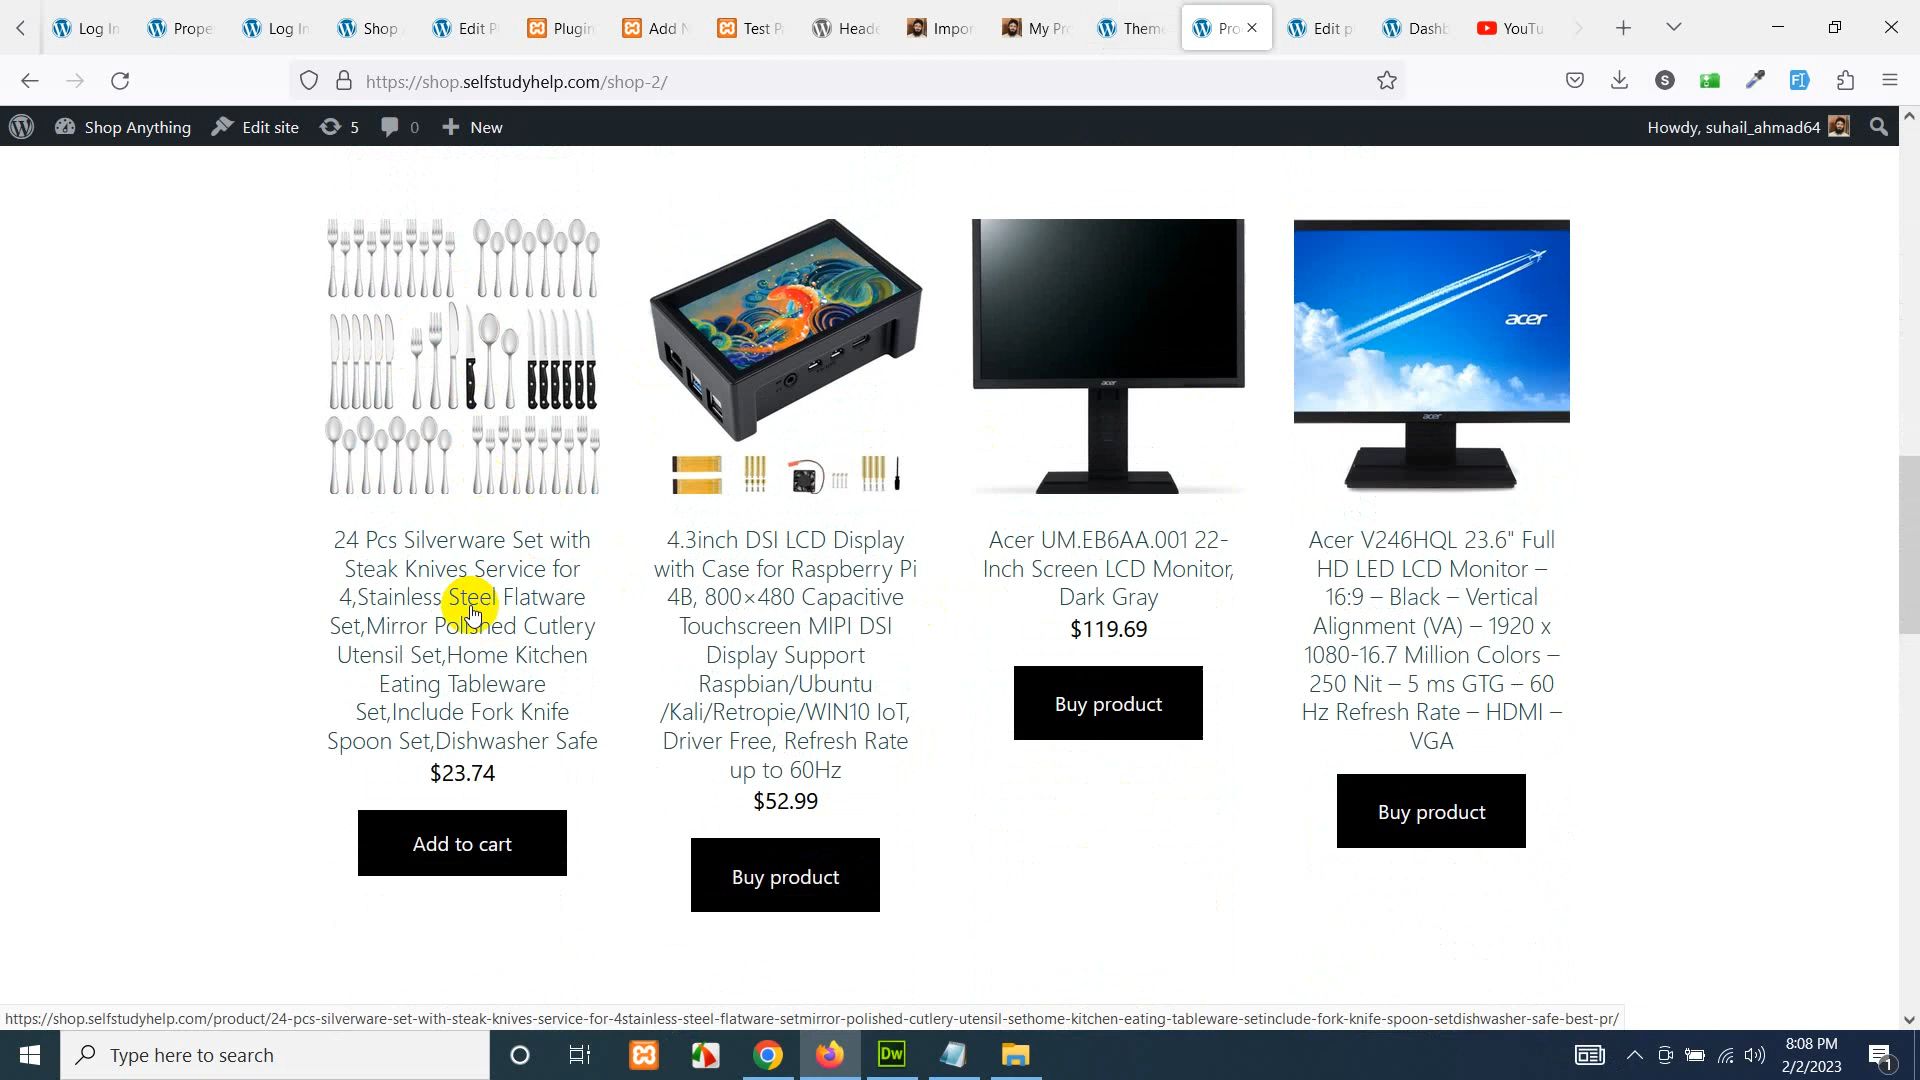 Log In
Prope
Log In
Shop
Edit P
Plugin
Add N
Test P
Heade
Impor
My Pr
Theme
Pro
Edit p
Dashb
YouTu
https://shop.selfstudyhelp.com/shop-2/
Shop Anything
Edit site
5
0
New
Howdy, suhail_ahmad64
acer
acer
acer
24 Pcs Silverware Set with
Steak Knives Service for
4,Stainless Steel Flatware
Set,Mirror Polished Cutlery
Utensil Set,Home Kitchen
Eating Tableware
Set,Include Fork Knife
Spoon Set,Dishwasher Safe
$23.74
Add to cart
4.3inch DSI LCD Display
with Case for Raspberry Pi
4B, 800×480 Capacitive
Touchscreen MIPI DSI
Display Support
Raspbian/Ubuntu
/Kali/Retropie/WIN10 IoT,
Driver Free, Refresh Rate
up to 60Hz
$52.99
Buy product
Acer UM.EB6AA.001 22-
Inch Screen LCD Monitor,
Dark Gray
$119.69
Buy product
Acer V246HQL 23.6" Full
HD LED LCD Monitor –
16:9 – Black – Vertical
Alignment (VA) – 1920 x
1080-16.7 Million Colors –
250 Nit – 5 ms GTG – 60
Hz Refresh Rate – HDMI –
VGA
Buy product
https://shop.selfstudyhelp.com/product/24-pcs-silverware-set-with-steak-knives-service-for-4stainless-steel-flatware-setmirror-polished-cutlery-utensil-sethome-kitchen-eating-tableware-setinclude-fork-knife-spoon-setdishwasher-safe-best-pr/
Type here to search
Dw
8:08 PM
2/2/2023
1